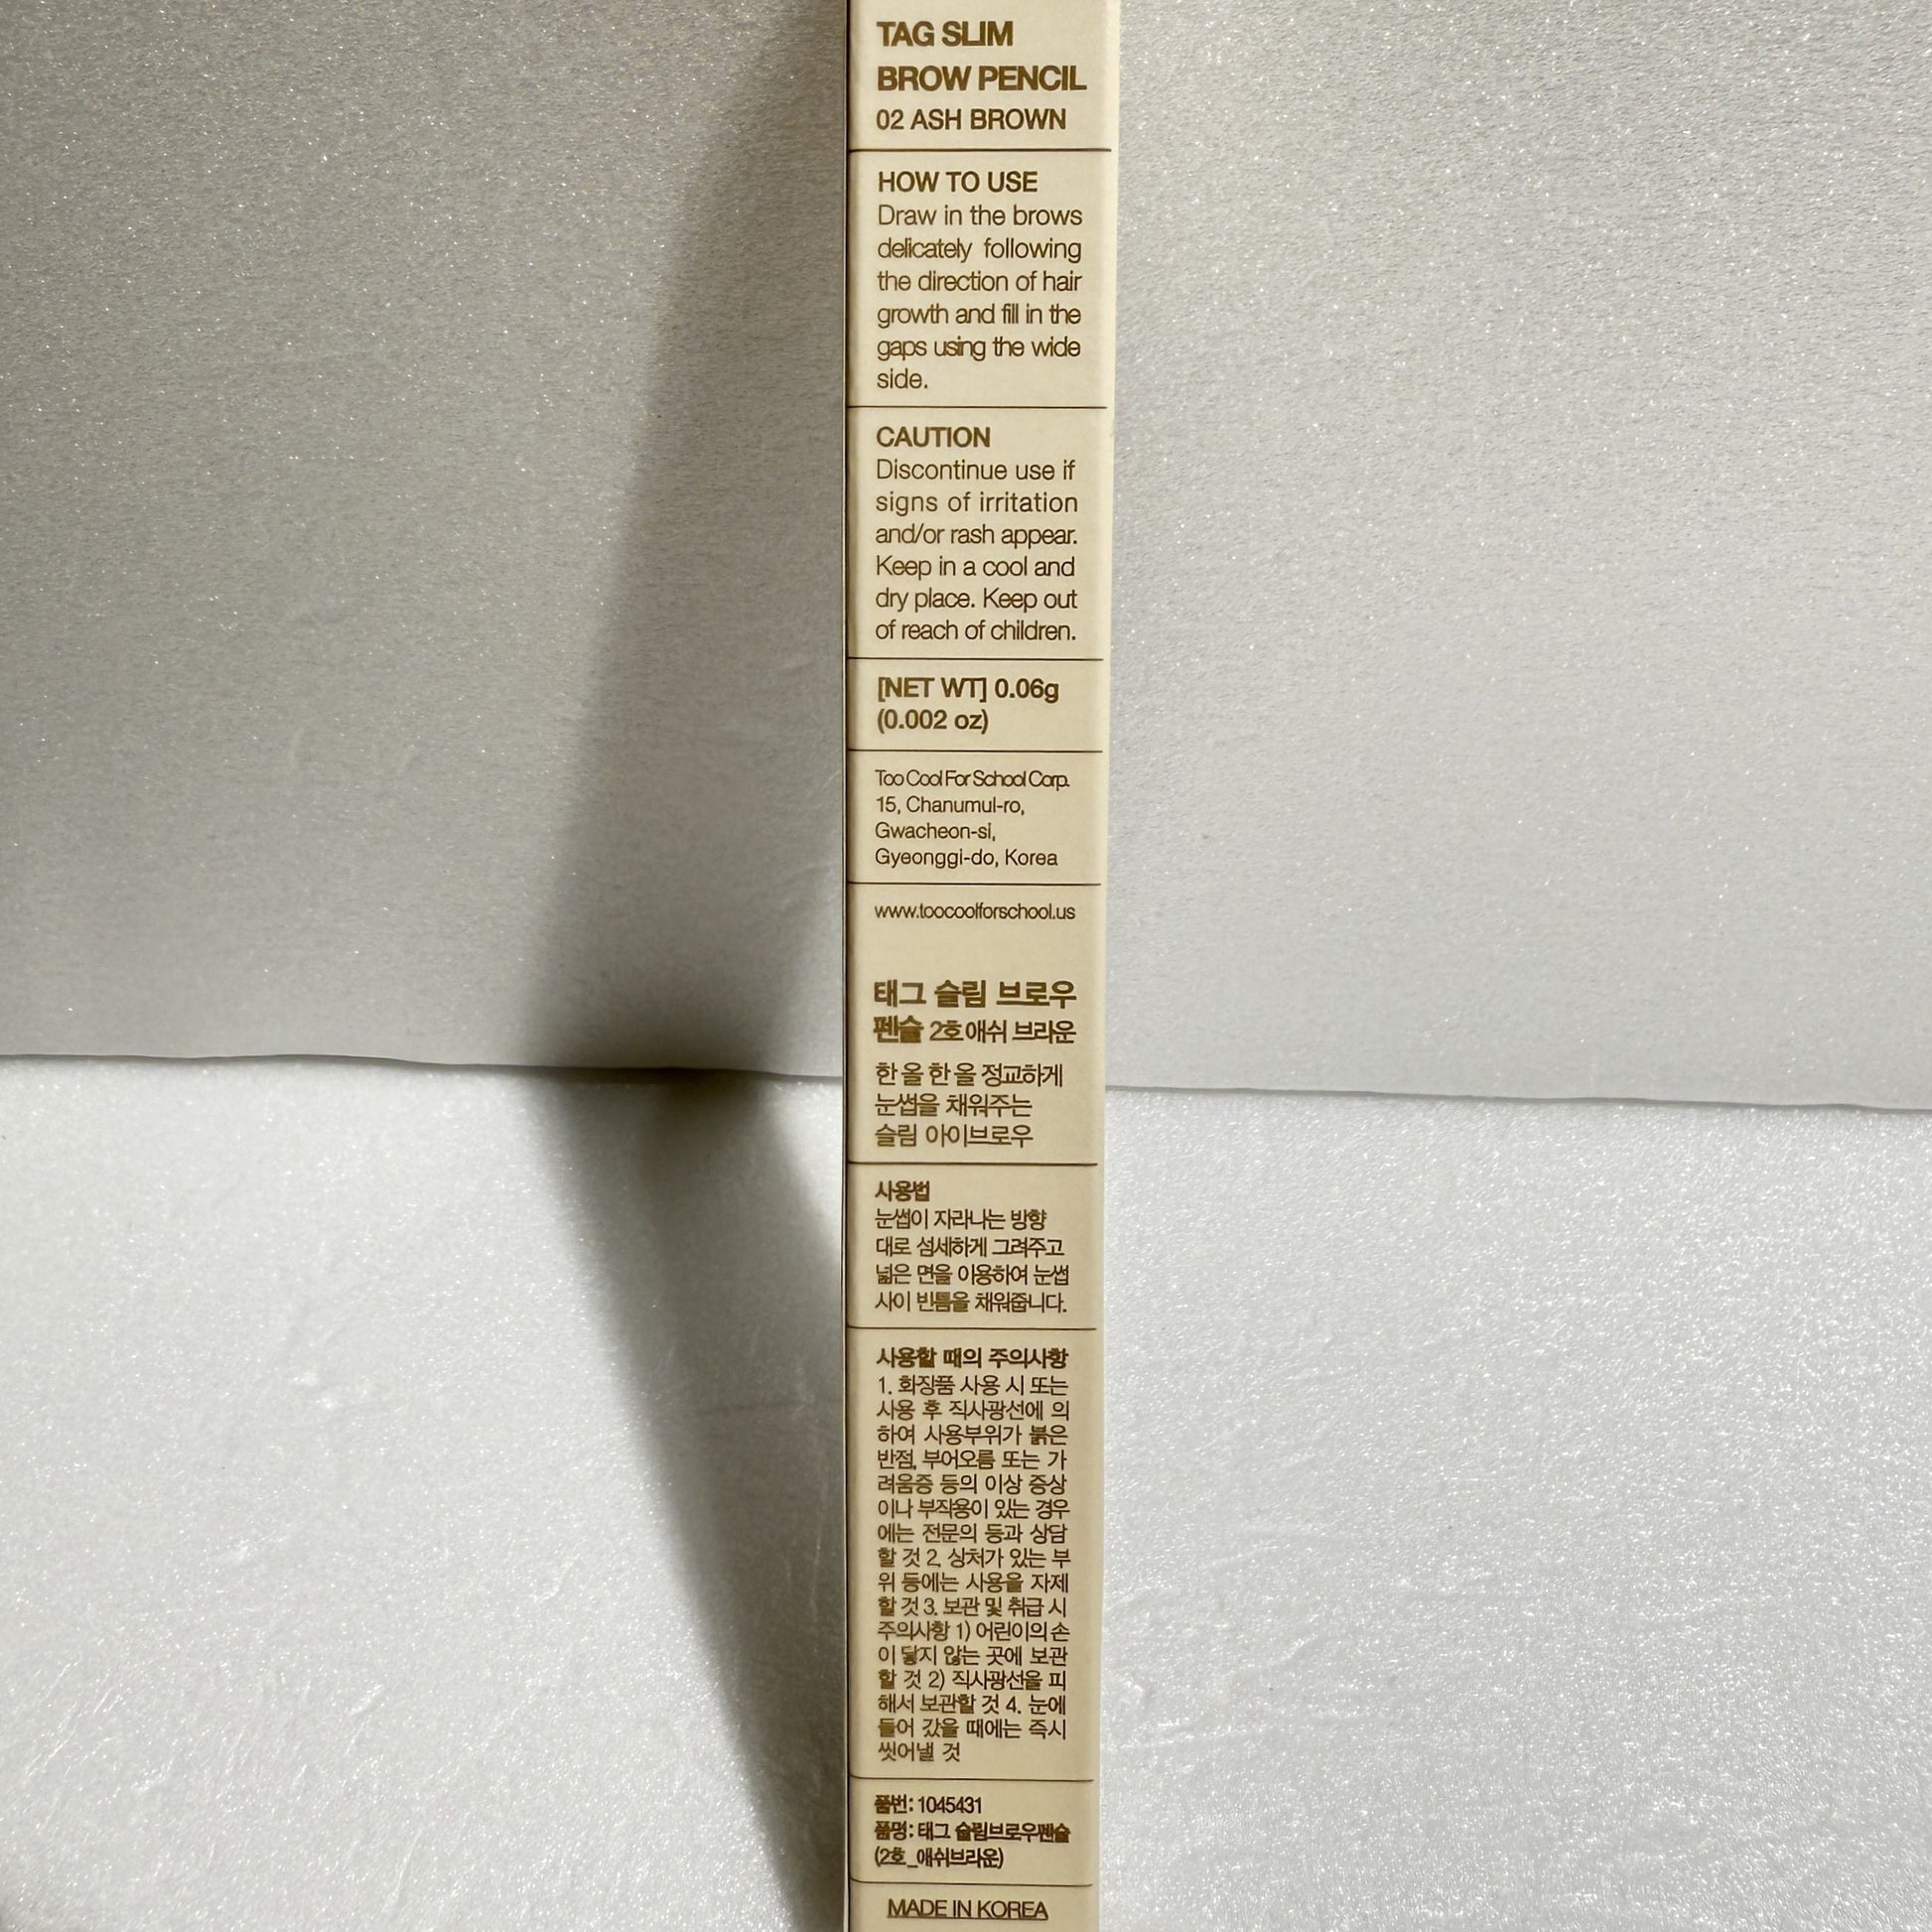 TAG SLIM
BROW PENCIL
02 ASH BROWN
HOW TO USE
Draw in the brows
delicately following
the direction of hair
growth and fill in the
gaps using the wide
side.
CAUTION
Discontinue use if
signs of irritation
and/or rash appear.
Keep in a cool and
dry place. Keep out
of reach of children.
[NET WT] 0.06g
(0.002 oz)
Too Cool For School Corp.
15, Chanumul-ro,
Gwacheon-si,
Gyeonggi-do, Korea
www.toocoolforschool.us
태그 슬림 브로우
펜슬 2호 애쉬 브라운
한 올 한 올 정교하게
눈썹을 채워주는
슬림 아이브로우
사용법
눈썹이 자라나는 방향
대로 섬세하게 그려주고
넓은 면을 이용하여 눈썹
사이 빈틈을 채워줍니다.
사용할 때의 주의사항
1. 화장품 사용 시 또는
사용 후 직사광선에 의
하여 사용부위가 붉은
반점, 부어오름 또는 가
려움증 등의 이상 증상
이나 부작용이 있는 경우
에는 전문의 등과 상담
할 것 2. 상처가 있는 부
위 등에는 사용을 자제
할 것 3. 보관 및 취급 시
주의사항 1) 어린이의 손
이 닿지 않는 곳에 보관
할 것 2) 직사광선을 피
해서 보관할 것 4. 눈에
들어 갔을 때에는 즉시
씻어낼 것
품번: 1045431
품명: 태그 슬림브로우펜슬
(2호_애쉬브라운)
MADE IN KOREA